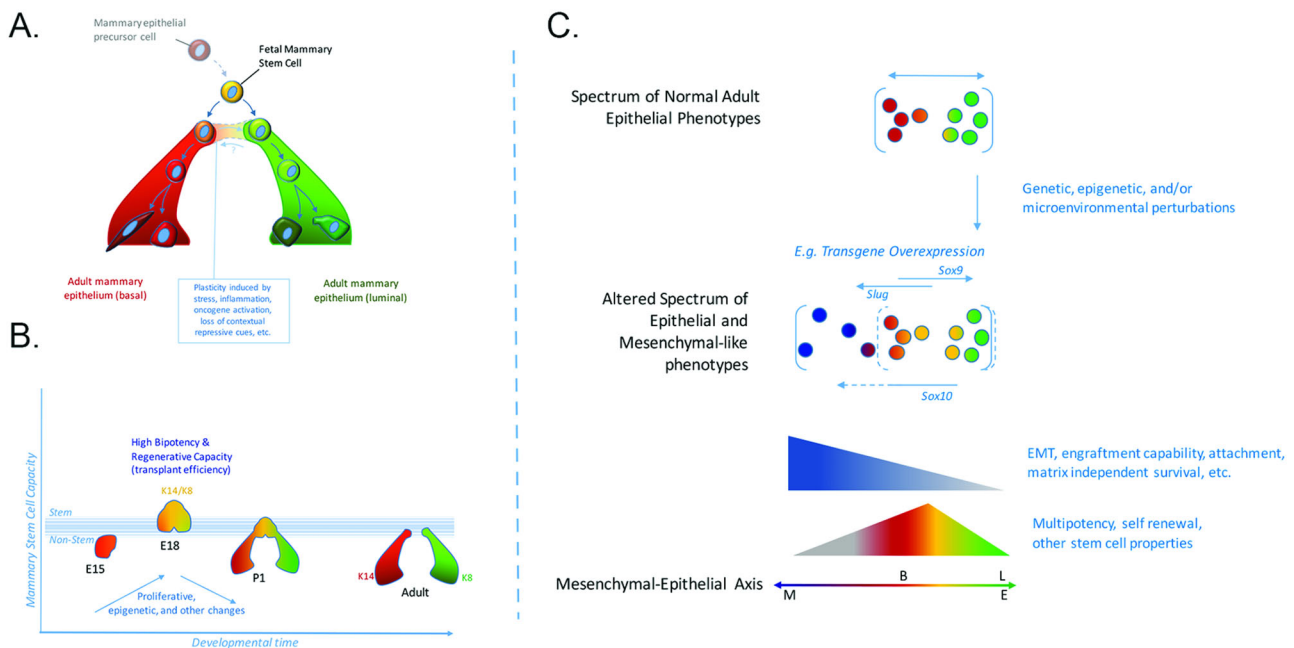 A.
Mammary epithelial
precursor cell
Fetal Mammary
Stem Cell
?
Adult mammary
epithelium (basal)
Plasticity induced by
stress, inflammation,
oncogene activation,
loss of contextual
repressive cues, etc.
Adult mammary
epithelium (luminal)
B.
Mammary Stem Cell Capacity
High Bipotency &
Regenerative Capacity
(transplant efficiency)
K14/K8
Stem
Non-Stem
E15
E18
P1
K14
K8
Adult
Proliferative,
epigenetic, and other changes
Developmental time
C.
Spectrum of Normal Adult
Epithelial Phenotypes
Genetic, epigenetic, and/or
microenvironmental perturbations
E.g. Transgene Overexpression
Sox9
Slug
Altered Spectrum of
Epithelial and
Mesenchymal-like
phenotypes
Sox10
EMT, engraftment capability, attachment,
matrix independent survival, etc.
Multipotency, self renewal,
other stem cell properties
Mesenchymal-Epithelial Axis
B
L
M
E